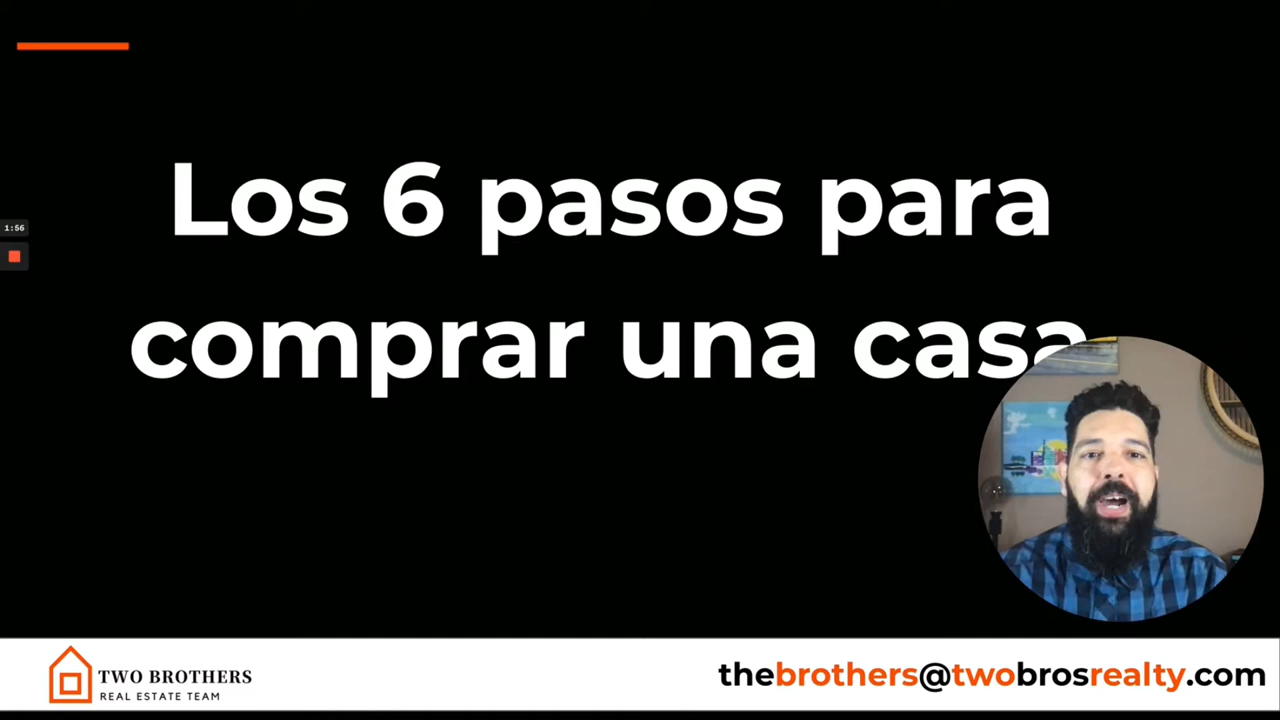 Los 6 pasos para
comprar una casa
1:56
TWO BROTHERS
REAL ESTATE TEAM
thebrothers@twobrosrealty.com